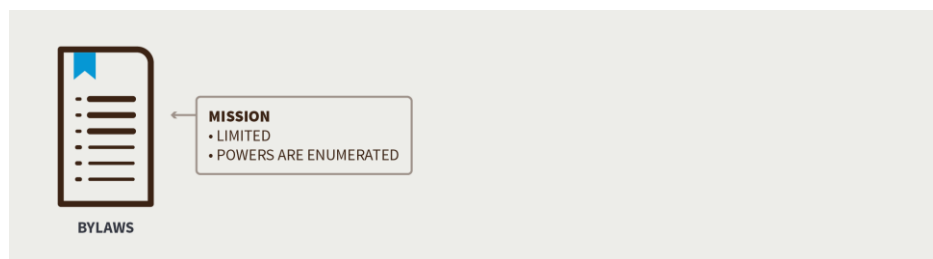 MISSION
• LIMITED
• POWERS ARE ENUMERATED
BYLAWS